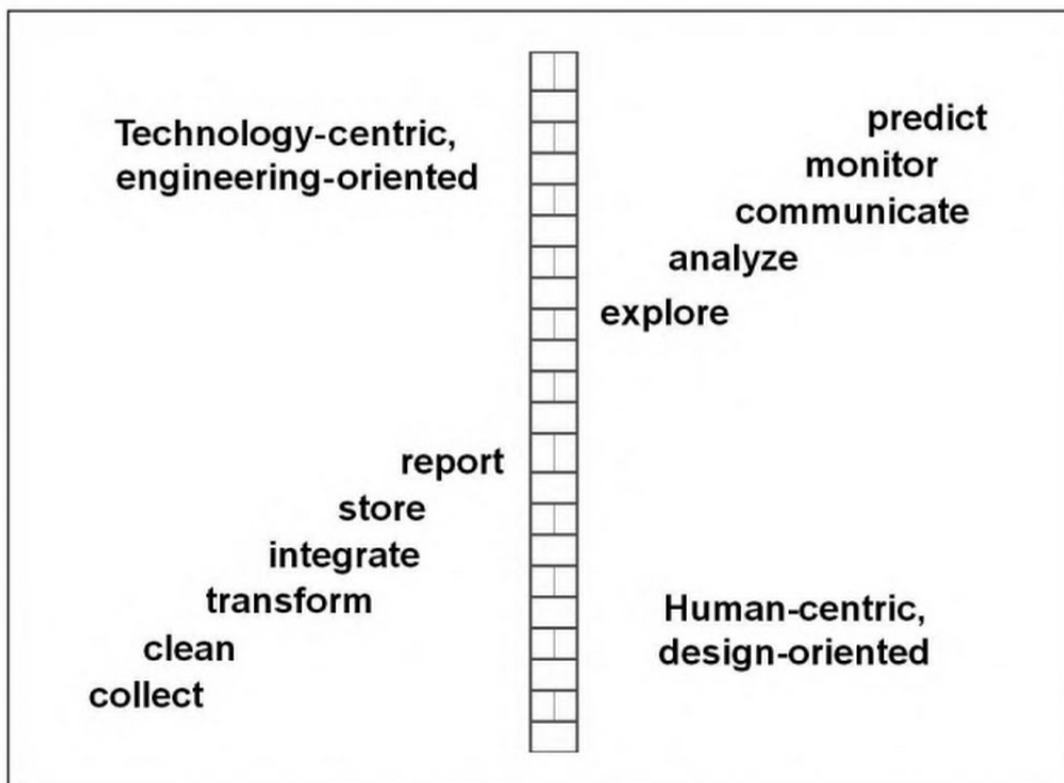 Technology-centric,
engineering-oriented
report
store
integrate
transform
clean
collect
predict
monitor
communicate
analyze
explore
Human-centric,
design-oriented